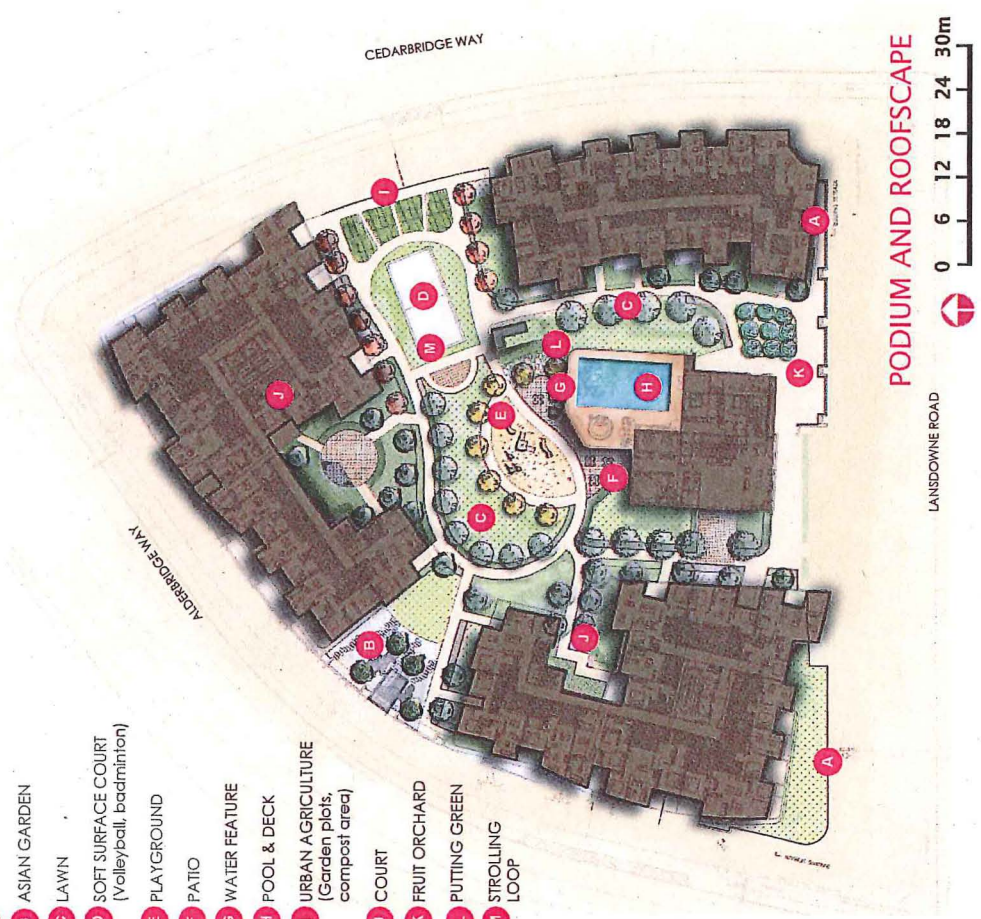 ASIAN GARDEN
C LAWN
D SOFT SURFACE COURT
(Volleyball, badminton)
E PLAYGROUND
F PATIO
G WATER FEATURE
H POOL & DECK
URBAN AGRICULTURE
(Garden plots,
compost area)
J COURT
K FRUIT ORCHARD
L PUTTING GREEN
M STROLLING
LOOP
CEDARBRIDGE WAY
ALDERBRIDGE WAY
LANSDOWNE ROAD
I
D
M
J
A
C
L
G
H
E
K
C
F
B
J
A
PODIUM AND ROOFSCAPE
0 6 12 18 24 30m